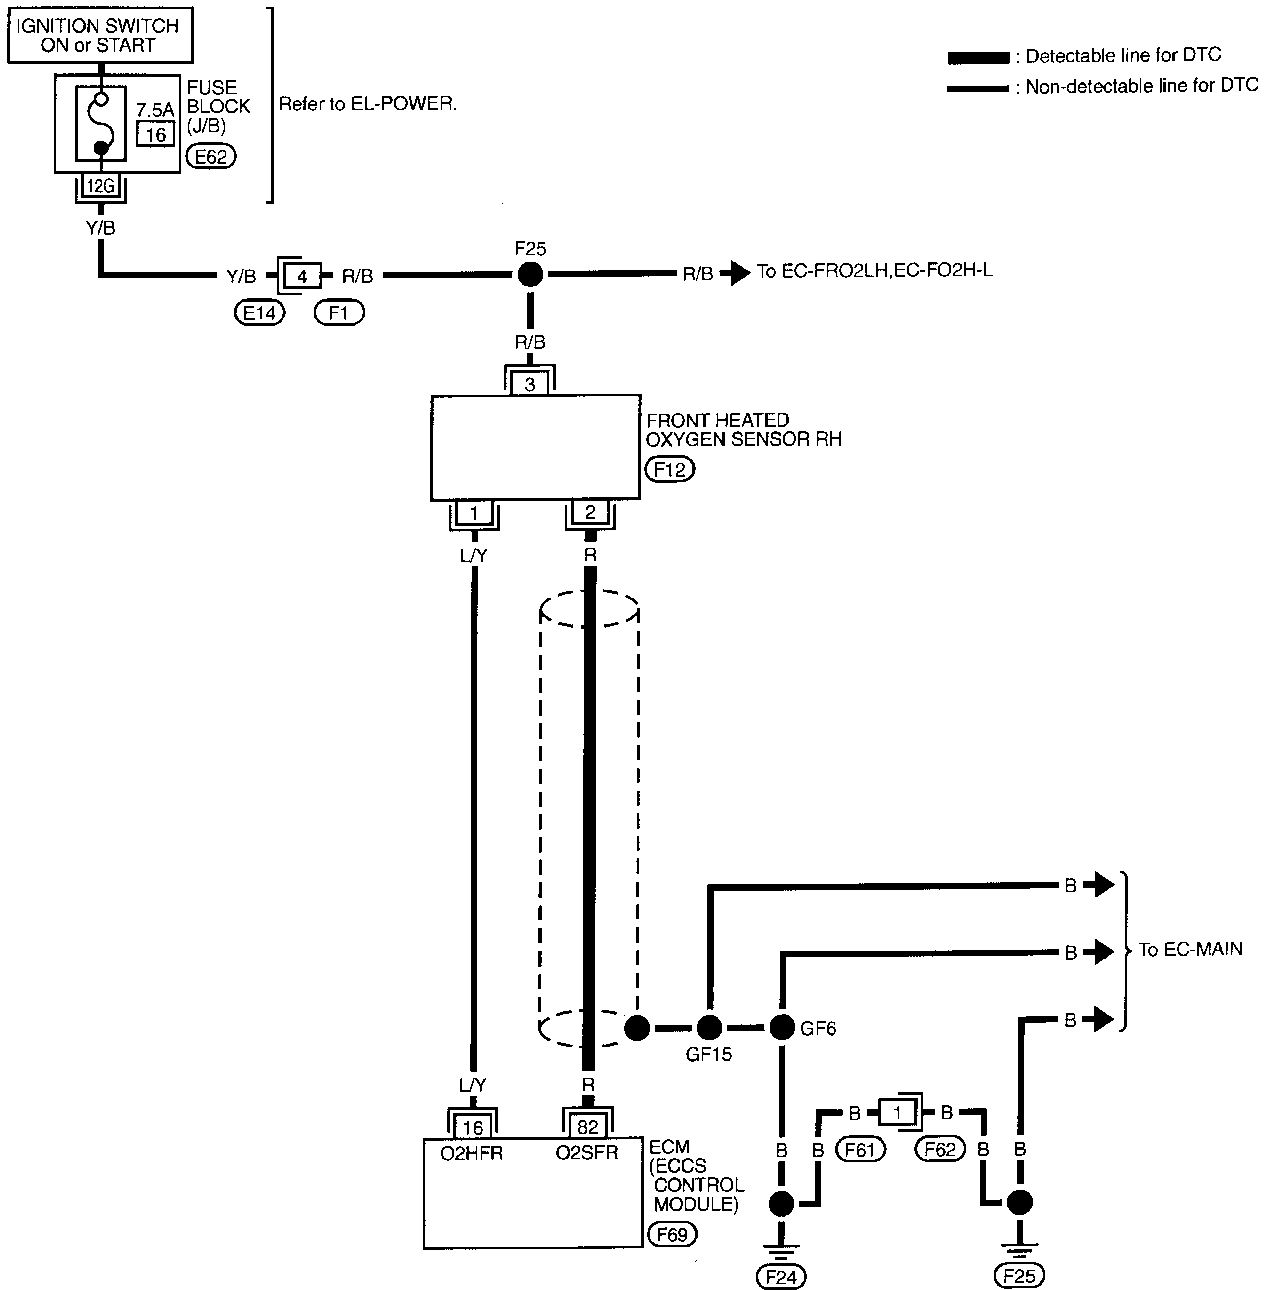 IGNITION SWITCH
ON or START
: Detectable line for DTC
: Non-detectable line for DTC
7.5A
16
FUSE
BLOCK
(J/B)
E62
Refer to EL-POWER.
12G
Y/B
F25
Y/B
4
R/B
R/B
To EC-FRO2LH,EC-FO2H-L
E14
F1
R/B
3
FRONT HEATED
OXYGEN SENSOR RH
F12
1
2
L/Y
R
B
B
To EC-MAIN
B
GF15
GF6
L/Y
R
16
82
O2HFR
O2SFR
ECM
(ECCS
CONTROL
MODULE)
F69
B
1
B
B
B
F61
F62
B
B
F24
F25